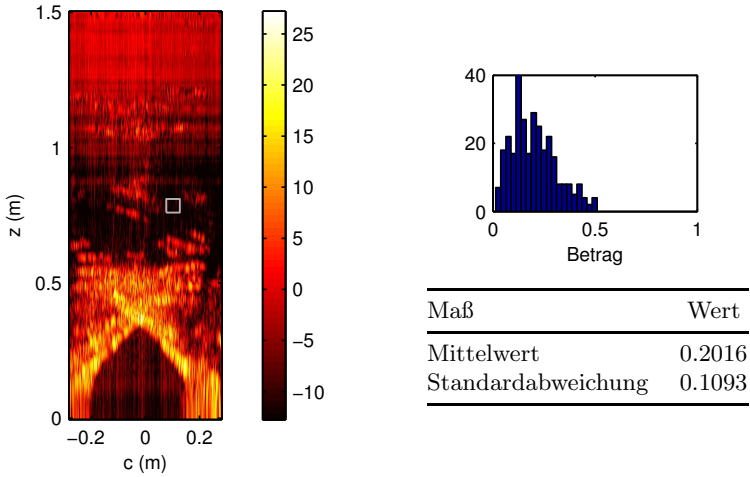 1.5
1
0.5
0
z (m)
−0.2 0 0.2
c (m)
25
20
15
10
5
0
−5
−10
40
20
0
0 0.5 1
Betrag
Maß Wert
Mittelwert 0.2016
Standardabweichung 0.1093